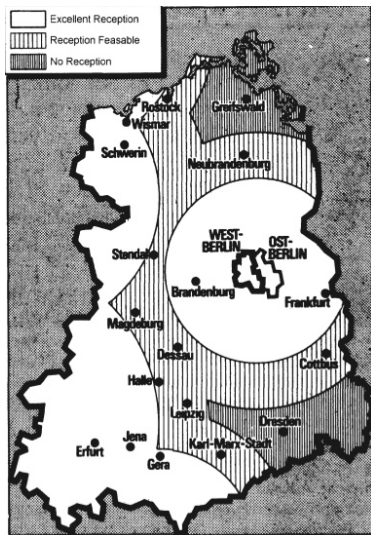 Excellent Reception
Reception Feasable
No Reception
Rostock
Greifswald
Wismar
Schwerin
Neubrandenburg
WEST-
BERLIN
OST-
BERLIN
Stendal
Brandenburg
Frankfurt
Magdeburg
Dessau
Cottbus
Halle
Leipzig
Dresden
Erfurt
Jena
Gera
Karl-Marx-Stadt